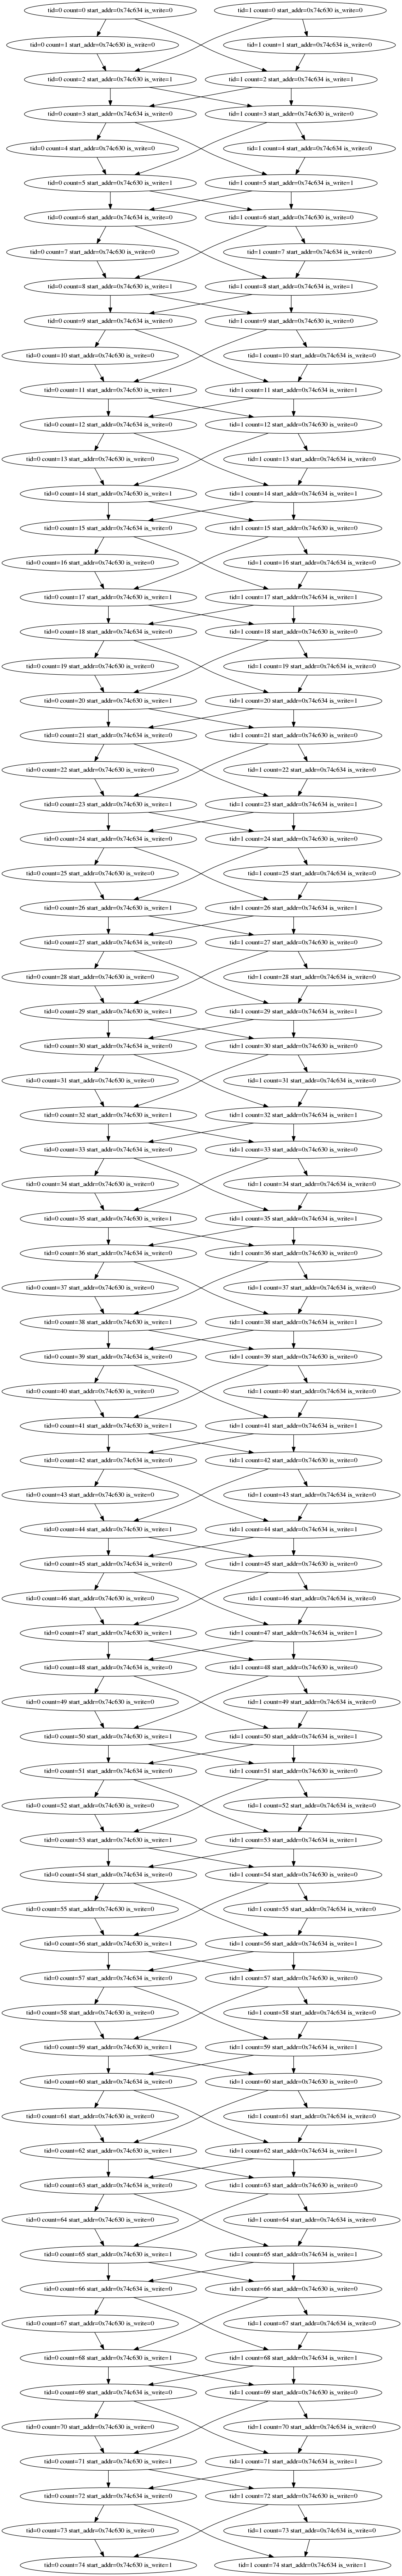 tid=0 count=0 start_addr=0x74c634 is_write=0
tid=1 count=0 start_addr=0x74c630 is_write=0
tid=0 count=1 start_addr=0x74c630 is_write=0
tid=1 count=1 start_addr=0x74c634 is_write=0
tid=0 count=2 start_addr=0x74c630 is_write=1
tid=1 count=2 start_addr=0x74c634 is_write=1
tid=0 count=3 start_addr=0x74c634 is_write=0
tid=1 count=3 start_addr=0x74c630 is_write=0
tid=0 count=4 start_addr=0x74c630 is_write=0
tid=1 count=4 start_addr=0x74c634 is_write=0
tid=0 count=5 start_addr=0x74c630 is_write=1
tid=1 count=5 start_addr=0x74c634 is_write=1
tid=0 count=6 start_addr=0x74c634 is_write=0
tid=1 count=6 start_addr=0x74c630 is_write=0
tid=0 count=7 start_addr=0x74c630 is_write=0
tid=1 count=7 start_addr=0x74c634 is_write=0
tid=0 count=8 start_addr=0x74c630 is_write=1
tid=1 count=8 start_addr=0x74c634 is_write=1
tid=0 count=9 start_addr=0x74c634 is_write=0
tid=1 count=9 start_addr=0x74c630 is_write=0
tid=0 count=10 start_addr=0x74c630 is_write=0
tid=1 count=10 start_addr=0x74c634 is_write=0
tid=0 count=11 start_addr=0x74c630 is_write=1
tid=1 count=11 start_addr=0x74c634 is_write=1
tid=0 count=12 start_addr=0x74c634 is_write=0
tid=1 count=12 start_addr=0x74c630 is_write=0
tid=0 count=13 start_addr=0x74c630 is_write=0
tid=1 count=13 start_addr=0x74c634 is_write=0
tid=0 count=14 start_addr=0x74c630 is_write=1
tid=1 count=14 start_addr=0x74c634 is_write=1
tid=0 count=15 start_addr=0x74c634 is_write=0
tid=1 count=15 start_addr=0x74c630 is_write=0
tid=0 count=16 start_addr=0x74c630 is_write=0
tid=1 count=16 start_addr=0x74c634 is_write=0
tid=0 count=17 start_addr=0x74c630 is_write=1
tid=1 count=17 start_addr=0x74c634 is_write=1
tid=0 count=18 start_addr=0x74c634 is_write=0
tid=1 count=18 start_addr=0x74c630 is_write=0
tid=0 count=19 start_addr=0x74c630 is_write=0
tid=1 count=19 start_addr=0x74c634 is_write=0
tid=0 count=20 start_addr=0x74c630 is_write=1
tid=1 count=20 start_addr=0x74c634 is_write=1
tid=0 count=21 start_addr=0x74c634 is_write=0
tid=1 count=21 start_addr=0x74c630 is_write=0
tid=0 count=22 start_addr=0x74c630 is_write=0
tid=1 count=22 start_addr=0x74c634 is_write=0
tid=0 count=23 start_addr=0x74c630 is_write=1
tid=1 count=23 start_addr=0x74c634 is_write=1
tid=0 count=24 start_addr=0x74c634 is_write=0
tid=1 count=24 start_addr=0x74c630 is_write=0
tid=0 count=25 start_addr=0x74c630 is_write=0
tid=1 count=25 start_addr=0x74c634 is_write=0
tid=0 count=26 start_addr=0x74c630 is_write=1
tid=1 count=26 start_addr=0x74c634 is_write=1
tid=0 count=27 start_addr=0x74c634 is_write=0
tid=1 count=27 start_addr=0x74c630 is_write=0
tid=0 count=28 start_addr=0x74c630 is_write=0
tid=1 count=28 start_addr=0x74c634 is_write=0
tid=0 count=29 start_addr=0x74c630 is_write=1
tid=1 count=29 start_addr=0x74c634 is_write=1
tid=0 count=30 start_addr=0x74c634 is_write=0
tid=1 count=30 start_addr=0x74c630 is_write=0
tid=0 count=31 start_addr=0x74c630 is_write=0
tid=1 count=31 start_addr=0x74c634 is_write=0
tid=0 count=32 start_addr=0x74c630 is_write=1
tid=1 count=32 start_addr=0x74c634 is_write=1
tid=0 count=33 start_addr=0x74c634 is_write=0
tid=1 count=33 start_addr=0x74c630 is_write=0
tid=0 count=34 start_addr=0x74c630 is_write=0
tid=1 count=34 start_addr=0x74c634 is_write=0
tid=0 count=35 start_addr=0x74c630 is_write=1
tid=1 count=35 start_addr=0x74c634 is_write=1
tid=0 count=36 start_addr=0x74c634 is_write=0
tid=1 count=36 start_addr=0x74c630 is_write=0
tid=0 count=37 start_addr=0x74c630 is_write=0
tid=1 count=37 start_addr=0x74c634 is_write=0
tid=0 count=38 start_addr=0x74c630 is_write=1
tid=1 count=38 start_addr=0x74c634 is_write=1
tid=0 count=39 start_addr=0x74c634 is_write=0
tid=1 count=39 start_addr=0x74c630 is_write=0
tid=0 count=40 start_addr=0x74c630 is_write=0
tid=1 count=40 start_addr=0x74c634 is_write=0
tid=0 count=41 start_addr=0x74c630 is_write=1
tid=1 count=41 start_addr=0x74c634 is_write=1
tid=0 count=42 start_addr=0x74c634 is_write=0
tid=1 count=42 start_addr=0x74c630 is_write=0
tid=0 count=43 start_addr=0x74c630 is_write=0
tid=1 count=43 start_addr=0x74c634 is_write=0
tid=0 count=44 start_addr=0x74c630 is_write=1
tid=1 count=44 start_addr=0x74c634 is_write=1
tid=0 count=45 start_addr=0x74c634 is_write=0
tid=1 count=45 start_addr=0x74c630 is_write=0
tid=0 count=46 start_addr=0x74c630 is_write=0
tid=1 count=46 start_addr=0x74c634 is_write=0
tid=0 count=47 start_addr=0x74c630 is_write=1
tid=1 count=47 start_addr=0x74c634 is_write=1
tid=0 count=48 start_addr=0x74c634 is_write=0
tid=1 count=48 start_addr=0x74c630 is_write=0
tid=0 count=49 start_addr=0x74c630 is_write=0
tid=1 count=49 start_addr=0x74c634 is_write=0
tid=0 count=50 start_addr=0x74c630 is_write=1
tid=1 count=50 start_addr=0x74c634 is_write=1
tid=0 count=51 start_addr=0x74c634 is_write=0
tid=1 count=51 start_addr=0x74c630 is_write=0
tid=0 count=52 start_addr=0x74c630 is_write=0
tid=1 count=52 start_addr=0x74c634 is_write=0
tid=0 count=53 start_addr=0x74c630 is_write=1
tid=1 count=53 start_addr=0x74c634 is_write=1
tid=0 count=54 start_addr=0x74c634 is_write=0
tid=1 count=54 start_addr=0x74c630 is_write=0
tid=0 count=55 start_addr=0x74c630 is_write=0
tid=1 count=55 start_addr=0x74c634 is_write=0
tid=0 count=56 start_addr=0x74c630 is_write=1
tid=1 count=56 start_addr=0x74c634 is_write=1
tid=0 count=57 start_addr=0x74c634 is_write=0
tid=1 count=57 start_addr=0x74c630 is_write=0
tid=0 count=58 start_addr=0x74c630 is_write=0
tid=1 count=58 start_addr=0x74c634 is_write=0
tid=0 count=59 start_addr=0x74c630 is_write=1
tid=1 count=59 start_addr=0x74c634 is_write=1
tid=0 count=60 start_addr=0x74c634 is_write=0
tid=1 count=60 start_addr=0x74c630 is_write=0
tid=0 count=61 start_addr=0x74c630 is_write=0
tid=1 count=61 start_addr=0x74c634 is_write=0
tid=0 count=62 start_addr=0x74c630 is_write=1
tid=1 count=62 start_addr=0x74c634 is_write=1
tid=0 count=63 start_addr=0x74c634 is_write=0
tid=1 count=63 start_addr=0x74c630 is_write=0
tid=0 count=64 start_addr=0x74c630 is_write=0
tid=1 count=64 start_addr=0x74c634 is_write=0
tid=0 count=65 start_addr=0x74c630 is_write=1
tid=1 count=65 start_addr=0x74c634 is_write=1
tid=0 count=66 start_addr=0x74c634 is_write=0
tid=1 count=66 start_addr=0x74c630 is_write=0
tid=0 count=67 start_addr=0x74c630 is_write=0
tid=1 count=67 start_addr=0x74c634 is_write=0
tid=0 count=68 start_addr=0x74c630 is_write=1
tid=1 count=68 start_addr=0x74c634 is_write=1
tid=0 count=69 start_addr=0x74c634 is_write=0
tid=1 count=69 start_addr=0x74c630 is_write=0
tid=0 count=70 start_addr=0x74c630 is_write=0
tid=1 count=70 start_addr=0x74c634 is_write=0
tid=0 count=71 start_addr=0x74c630 is_write=1
tid=1 count=71 start_addr=0x74c634 is_write=1
tid=0 count=72 start_addr=0x74c634 is_write=0
tid=1 count=72 start_addr=0x74c630 is_write=0
tid=0 count=73 start_addr=0x74c630 is_write=0
tid=1 count=73 start_addr=0x74c634 is_write=0
tid=0 count=74 start_addr=0x74c630 is_write=1
tid=1 count=74 start_addr=0x74c634 is_write=1